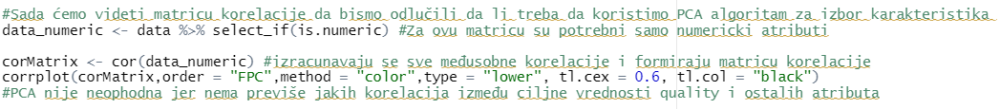 #Sada ćemo videti matricu korelacije da bismo odlučili da li treba da koristimo PCA algoritam za izbor karakteristika
data_numeric <- data %>% select_if(is.numeric) #Za ovu matricu su potrebni samo numericki atributi
corMatrix <- cor(data_numeric) #izracunavaju se sve međusobne korelacije i formiraju matricu korelacije
corrplot(corMatrix,order = "FPC",method = "color",type = "lower", tl.cex = 0.6, tl.col = "black")
#PCA nije neophodna jer nema previše jakih korelacija između ciljne vrednosti quality i ostalih atributa